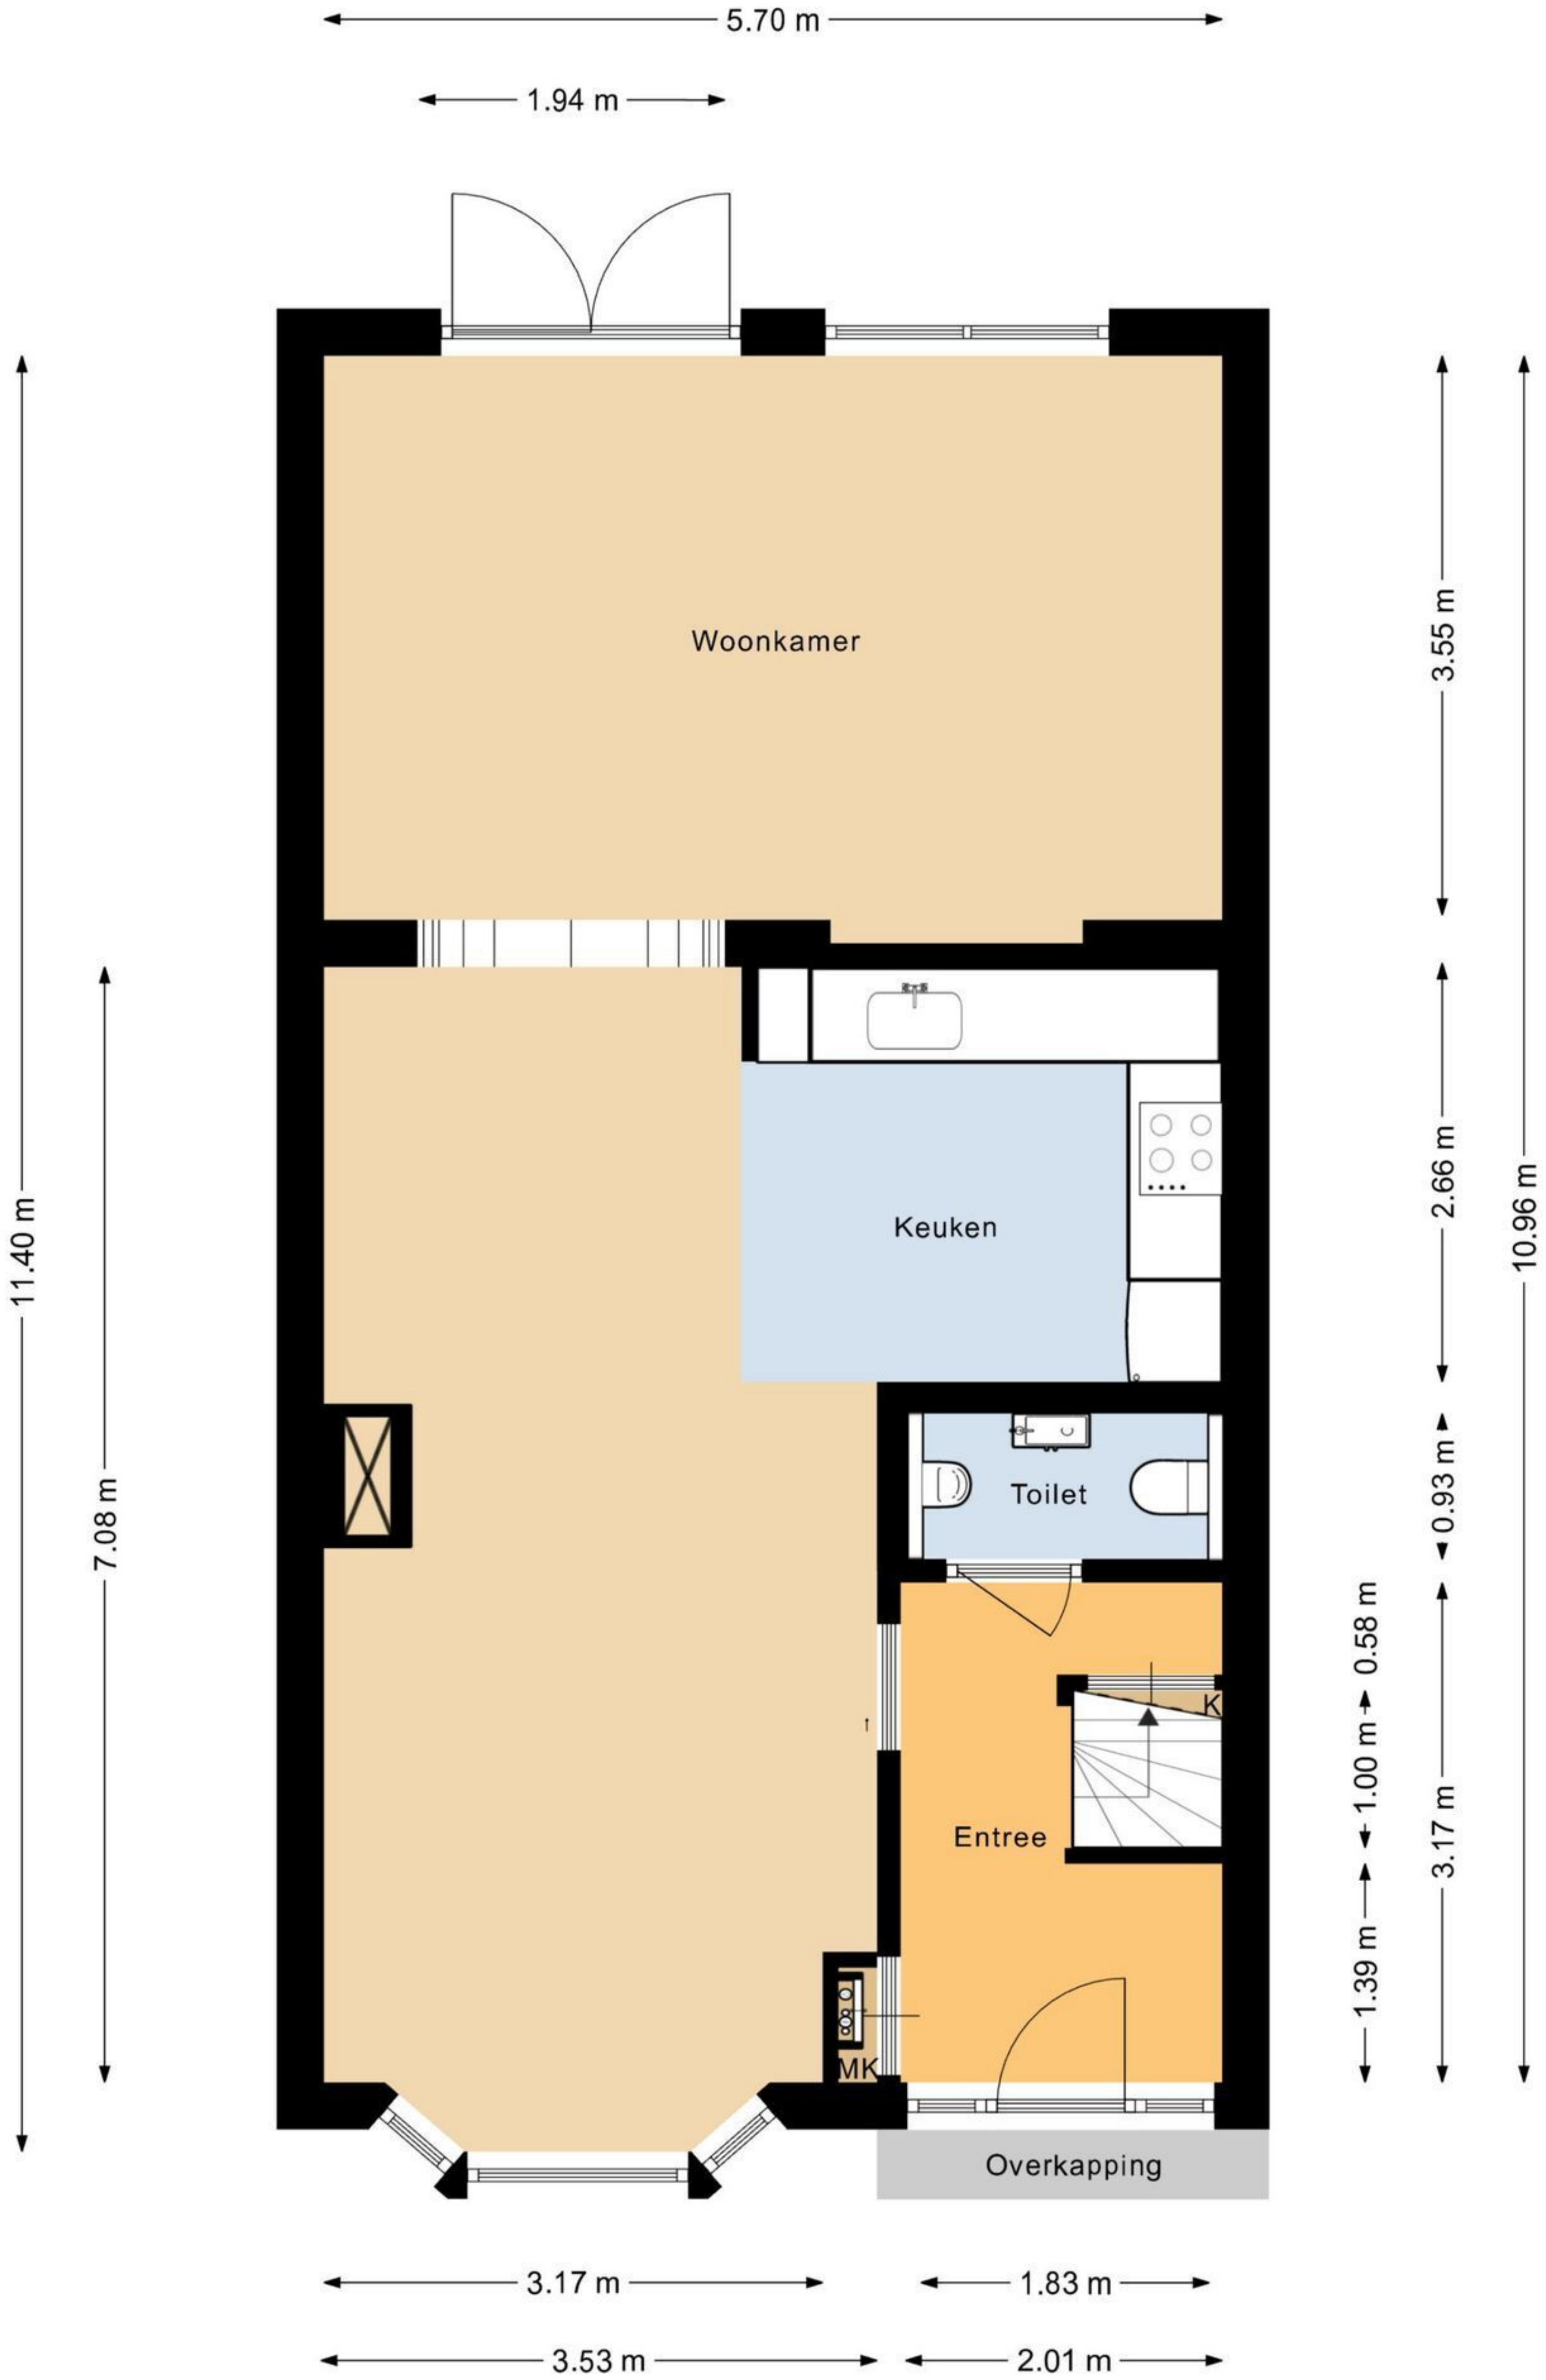 5.70 m
1.94 m
Woonkamer
3.55 m
Keuken
2.66 m
10.96 m
11.40 m
7.08 m
Toilet
0.93 m
0.58 m
K
1.00 m
Entree
3.17 m
1.39 m
MK
Overkapping
3.17 m
1.83 m
3.53 m
2.01 m